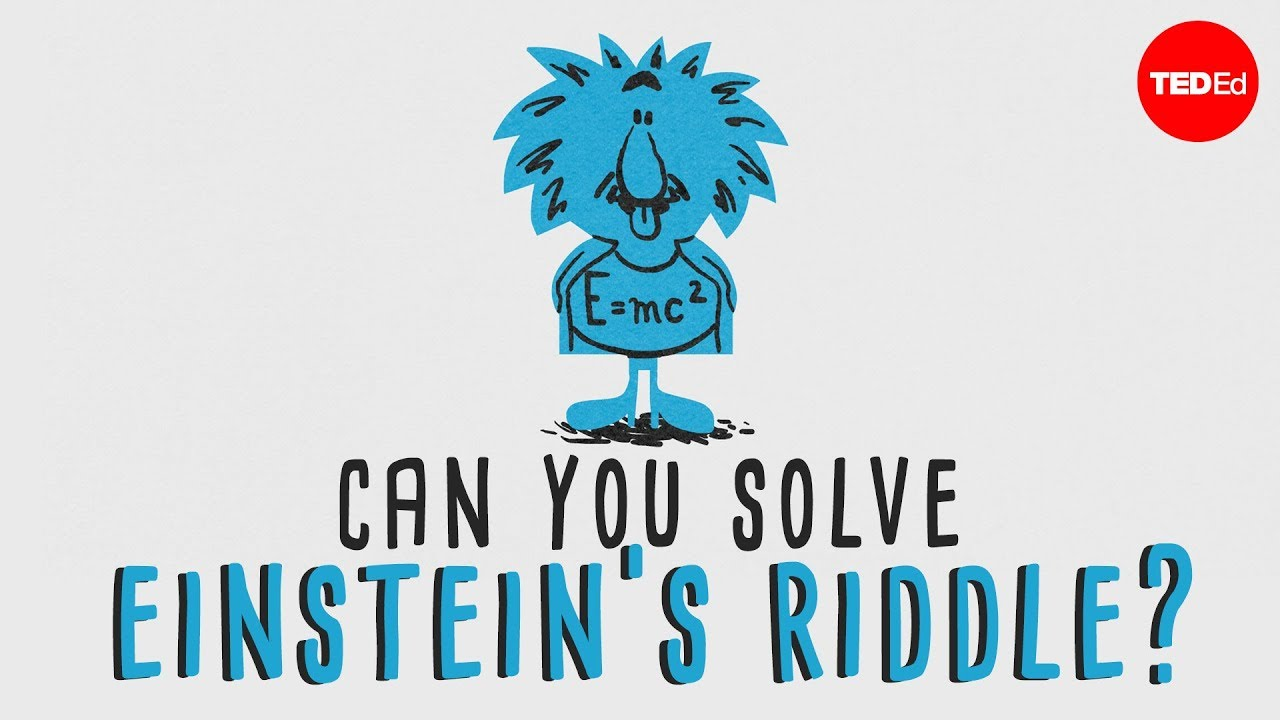 TEDEd
E=mc²
CAN YOU SOLVE
EINSTEIN'S RIDDLE?